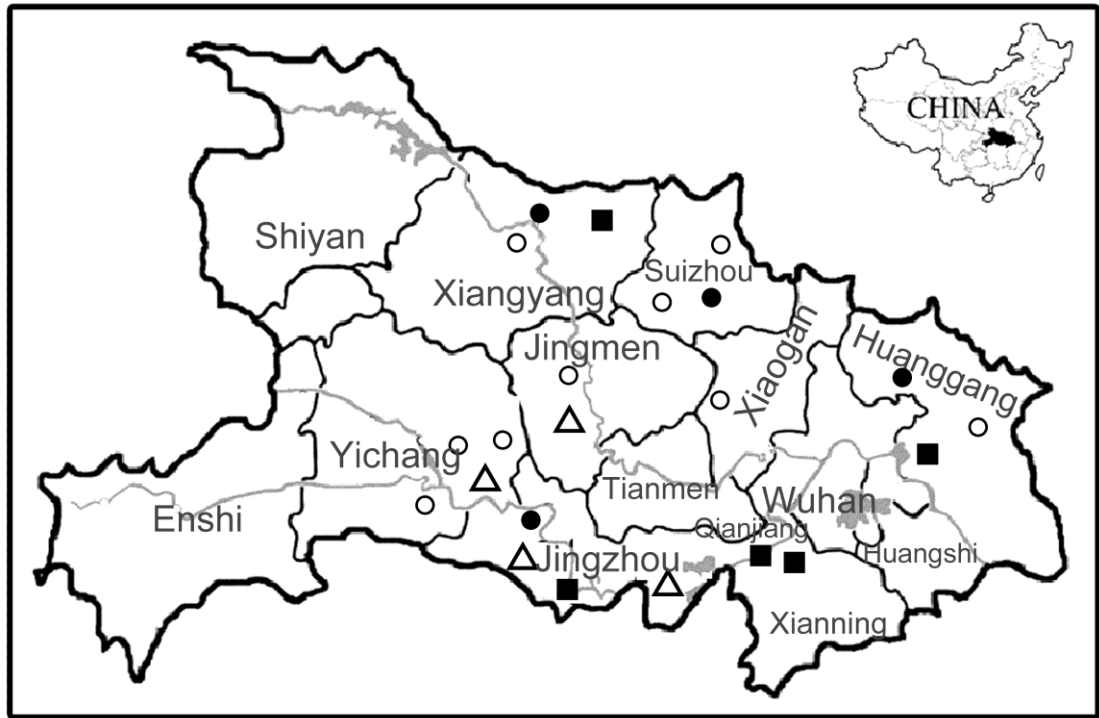 CHINA
Shiyan
Suizhou
Xiangyang
Jingmen
Xiaogan
Huanggang
Yichang
Tianmen
Wuhan
Enshi
Qianjiang
Jingzhou
Huangshi
Xianning